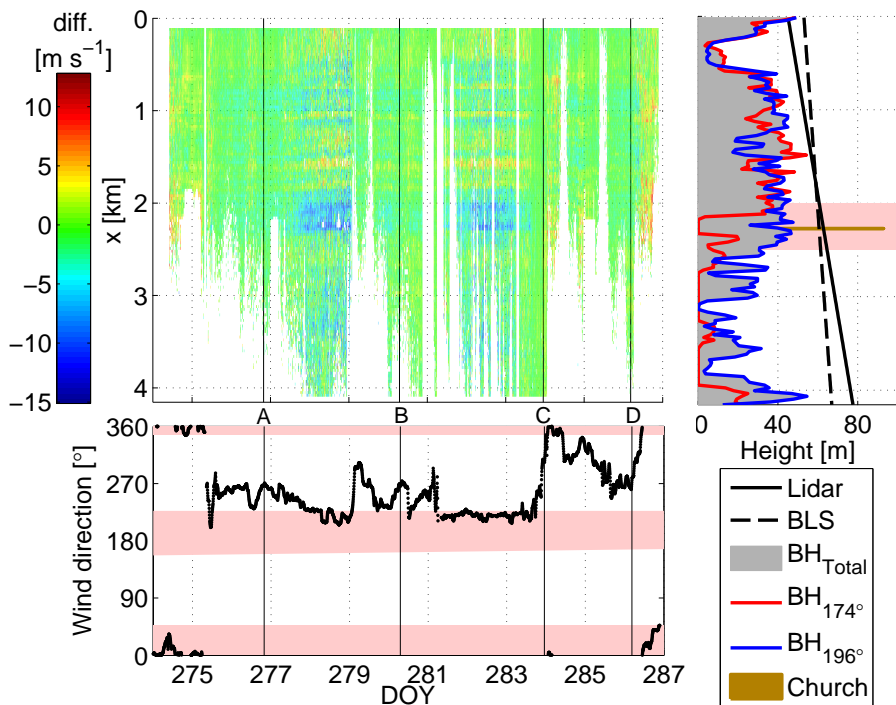 diff.
[m s⁻¹]
10
5
0
−5
−10
−15
x [km]
0
1
2
3
4
A
B
C
D
Wind direction [°]
360
270
180
90
0
275
277
279
281
283
285
287
DOY
0
40
80
Height [m]
Lidar
BLS
BH_Total
BH_174°
BH_196°
Church